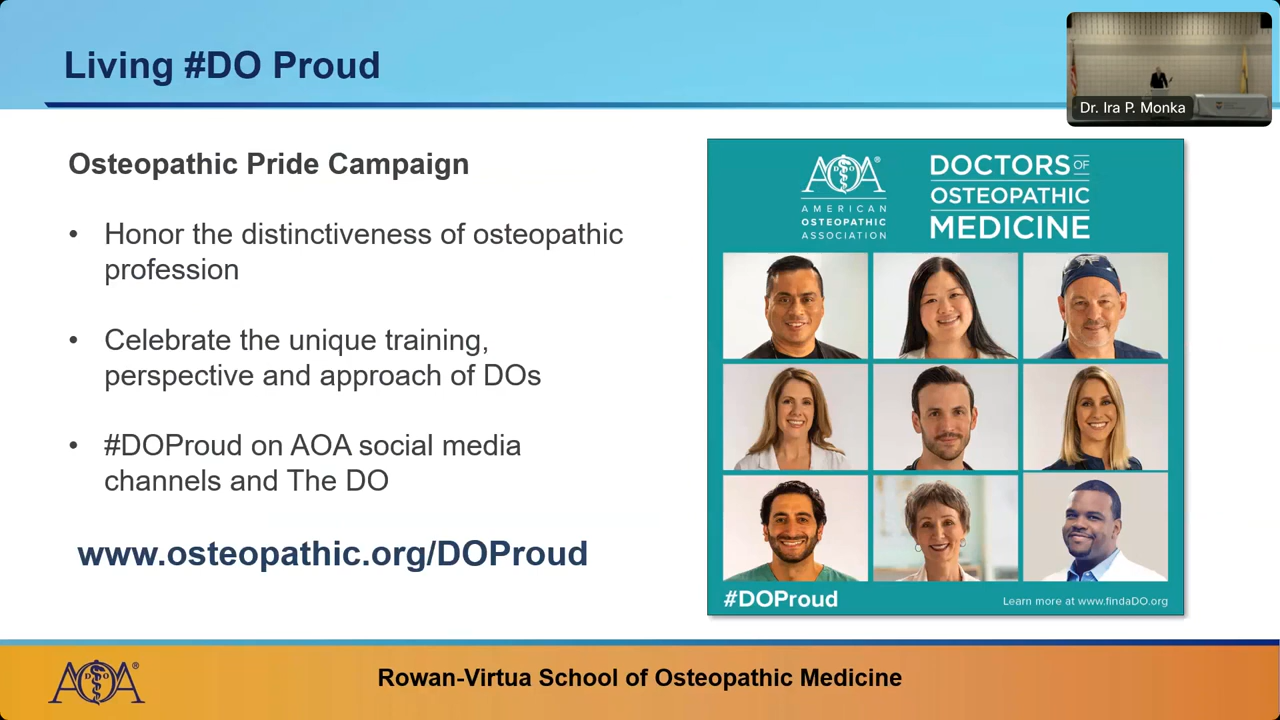 Living #DO Proud
Dr. Ira P. Monka
Osteopathic Pride Campaign
• Honor the distinctiveness of osteopathic
profession
• Celebrate the unique training,
perspective and approach of DOs
• #DOProud on AOA social media
channels and The DO
www.osteopathic.org/DOProud
AOA®
DO
AMERICAN
OSTEOPATHIC
ASSOCIATION
DOCTORS OF
OSTEOPATHIC
MEDICINE
#DOProud
Learn more at www.findaDO.org
AOA®
DO
Rowan-Virtua School of Osteopathic Medicine